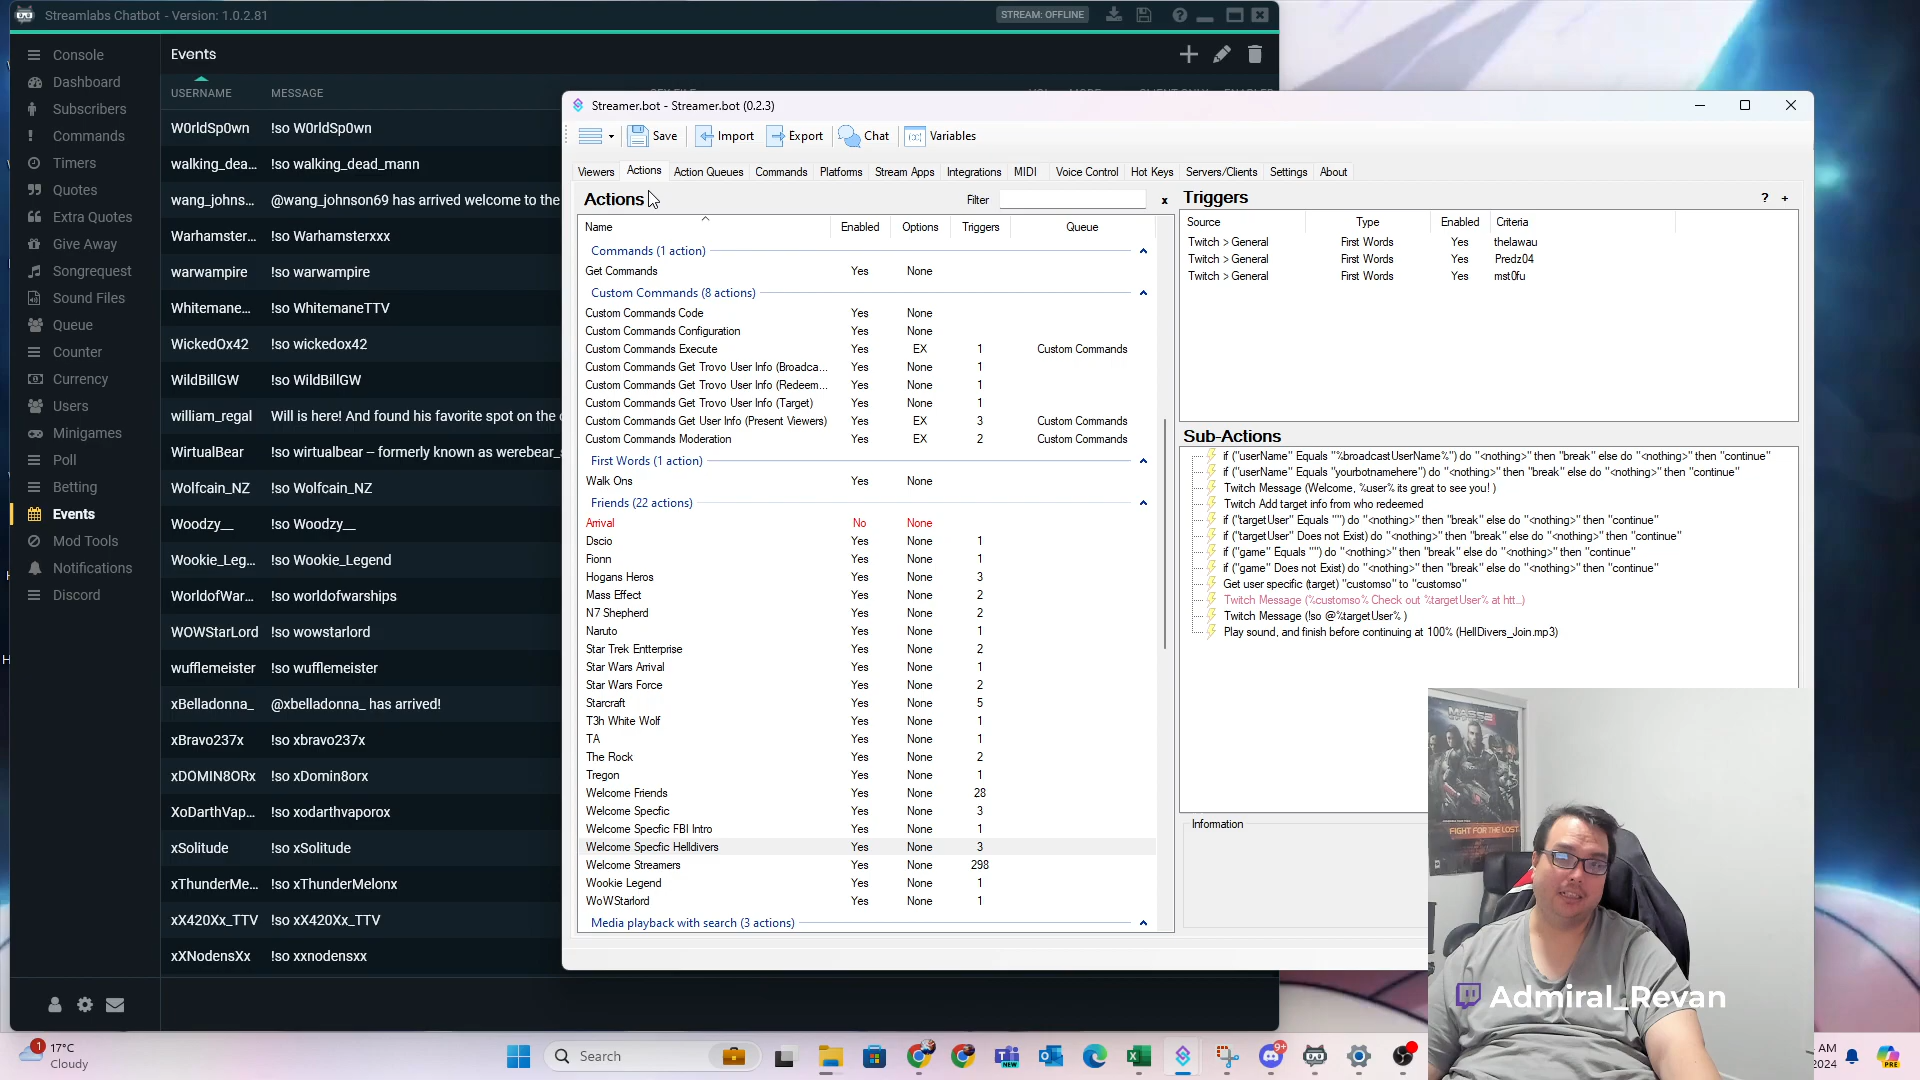 Streamlabs Chatbot - Version: 1.0.2.81
STREAM: OFFLINE
Console
Dashboard
Subscribers
Commands
Timers
Quotes
Extra Quotes
Give Away
Songrequest
Sound Files
Queue
Counter
Currency
Users
Minigames
Poll
Betting
Events
Mod Tools
Notifications
Discord
Events
USERNAME MESSAGE
W0rldSp0wn !so W0rldSp0wn
walking_dea... !so walking_dead_mann
wang_johns... @wang_johnson69 has arrived welcome to the
Warhamster... !so Warhamsterxxx
warwampire !so warwampire
Whitemane... !so WhitemaneTTV
WickedOx42 !so wickedox42
WildBillGW !so WildBillGW
william_regal Will is here! And found his favorite spot on the
WirtualBear !so wirtualbear – formerly known as werebear_
Wolfcain_NZ !so Wolfcain_NZ
Woodzy__ !so Woodzy__
Wookie_Leg... !so Wookie_Legend
WorldofWar... !so worldofwarships
WOWStarLord !so wowstarlord
wufflemeister !so wufflemeister
xBelladonna_ @xbelladonna_ has arrived!
xBravo237x !so xbravo237x
xDOMIN8ORx !so xDomin8orx
XoDarthVap... !so xodarthvaporox
xSolitude !so xSolitude
xThunderMe... !so xThunderMelonx
xX420Xx_TTV !so xX420Xx_TTV
xXNodensXx !so xxnodensxx
Streamer.bot - Streamer.bot (0.2.3)
Save Import Export Chat Variables
Viewers Actions Action Queues Commands Platforms Stream Apps Integrations MIDI Voice Control Hot Keys Servers/Clients Settings About
Actions Filter x
Name Enabled Options Triggers Queue
Commands (1 action)
Get Commands Yes None
Custom Commands (8 actions)
Custom Commands Code Yes None
Custom Commands Configuration Yes None
Custom Commands Execute Yes EX 1 Custom Commands
Custom Commands Get Trovo User Info (Broadca... Yes None 1
Custom Commands Get Trovo User Info (Redeem... Yes None 1
Custom Commands Get Trovo User Info (Target) Yes None 1
Custom Commands Get User Info (Present Viewers) Yes EX 3 Custom Commands
Custom Commands Moderation Yes EX 2 Custom Commands
First Words (1 action)
Walk Ons Yes None
Friends (22 actions)
Arrival No None
Dscio Yes None 1
Fionn Yes None 1
Hogans Heros Yes None 3
Mass Effect Yes None 2
N7 Shepherd Yes None 2
Naruto Yes None 1
Star Trek Entterprise Yes None 2
Star Wars Arrival Yes None 1
Star Wars Force Yes None 2
Starcraft Yes None 5
T3h White Wolf Yes None 1
TA Yes None 1
The Rock Yes None 2
Tregon Yes None 1
Welcome Friends Yes None 28
Welcome Specfic Yes None 3
Welcome Specfic FBI Intro Yes None 1
Welcome Specfic Helldivers Yes None 3
Welcome Streamers Yes None 298
Wookie Legend Yes None 1
WoWStarlord Yes None 1
Media playback with search (3 actions)
Triggers ? +
Source Type Enabled Criteria
Twitch > General First Words Yes thelawau
Twitch > General First Words Yes Predz04
Twitch > General First Words Yes mst0fu
Sub-Actions
if ("userName" Equals "%broadcastUserName%") do "<nothing>" then "break" else do "<nothing>" then "continue"
if ("userName" Equals "yourbotnamehere") do "<nothing>" then "break" else do "<nothing>" then "continue"
Twitch Message (Welcome, %user% its great to see you! )
Twitch Add target info from who redeemed
if ("targetUser" Equals "") do "<nothing>" then "break" else do "<nothing>" then "continue"
if ("targetUser" Does not Exist) do "<nothing>" then "break" else do "<nothing>" then "continue"
if ("game" Equals "") do "<nothing>" then "break" else do "<nothing>" then "continue"
if ("game" Does not Exist) do "<nothing>" then "break" else do "<nothing>" then "continue"
Get user specific (target) "customso" to "customso"
Twitch Message (%customso% Check out %targetUser% at htt...)
Twitch Message (!so @%targetUser% )
Play sound, and finish before continuing at 100% (HellDivers_Join.mp3)
Information
FIGHT FOR THE LOST
Admiral_Revan
1
17°C
Cloudy
Search
NEW
9+
AM
2024
PRE